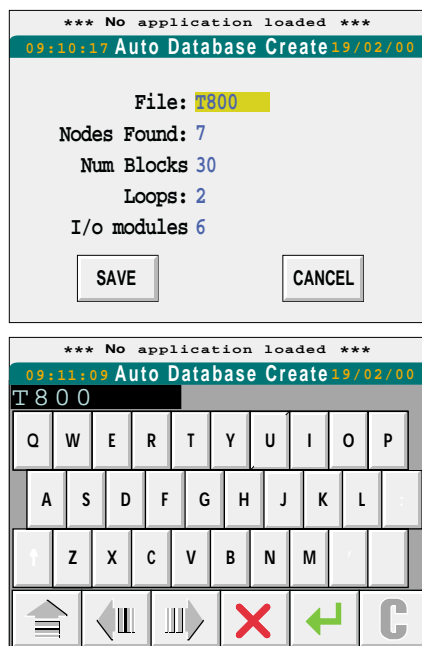 *** No application loaded ***
09:10:17 Auto Database Create 19/02/00
File: T800
Nodes Found: 7
Num Blocks 30
Loops: 2
I/o modules 6
SAVE CANCEL
*** No application loaded ***
09:11:09 Auto Database Create 19/02/00
T800
Q W E R T Y U I O P
A S D F G H J K L :
Z X C V B N M
C